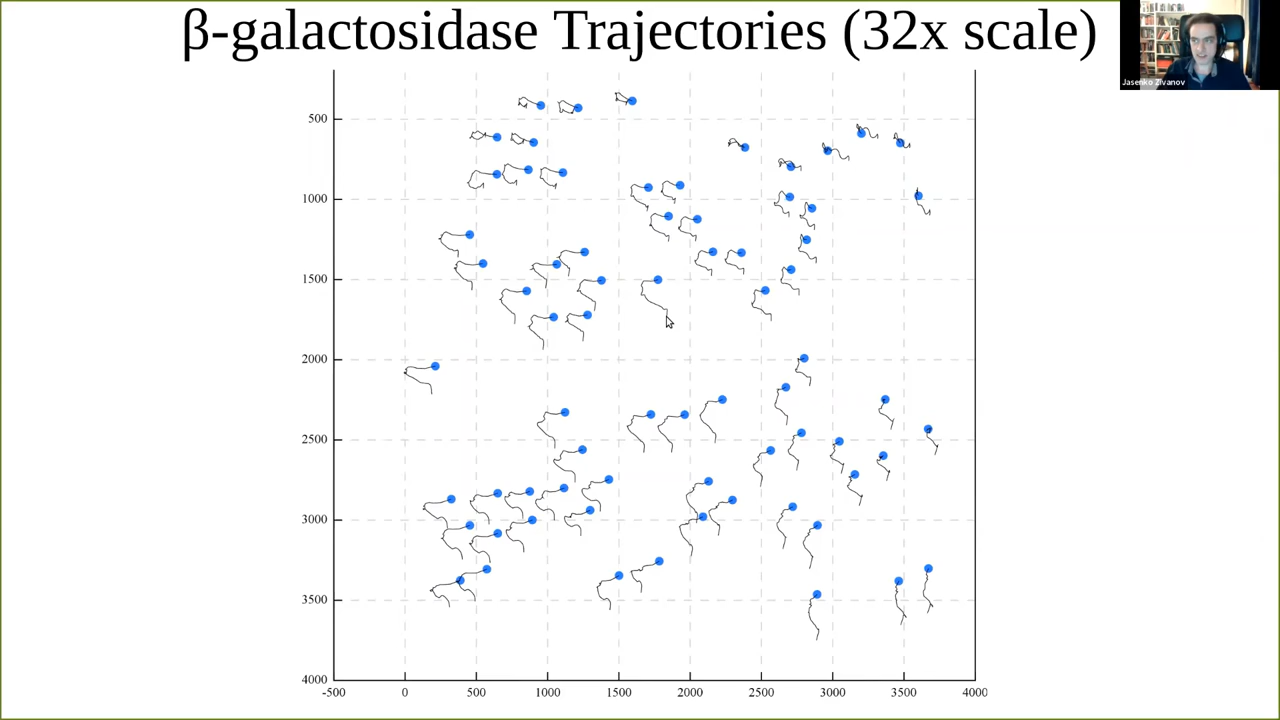 β-galactosidase Trajectories (32x scale)
Jasenko Zivanov
500
1000
1500
2000
2500
3000
3500
4000
-500 0 500 1000 1500 2000 2500 3000 3500 4000